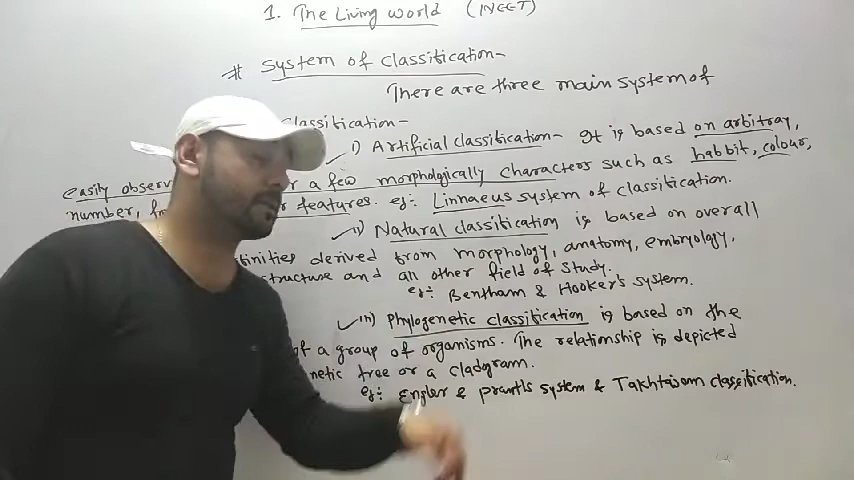 1. The Living world (NEET)
# System of classification-
There are three main system of
classification-
i) Artificial classification- It is based on arbitray,
easily observ r a few morphologically characters such as habbit, colour,
number, features. eg:- Linnaeus system of classification.
ii) Natural classification is based on overall
finities derived from morphology, anatomy, embryology,
structure and all other field of study.
eg:- Bentham & Hooker's system.
iii) Phylogenetic classification is based on the
of a group of organisms. The relationship is depicted
netic tree or a cladogram.
eg:- Engler & prantls system & Takhtajan classification.